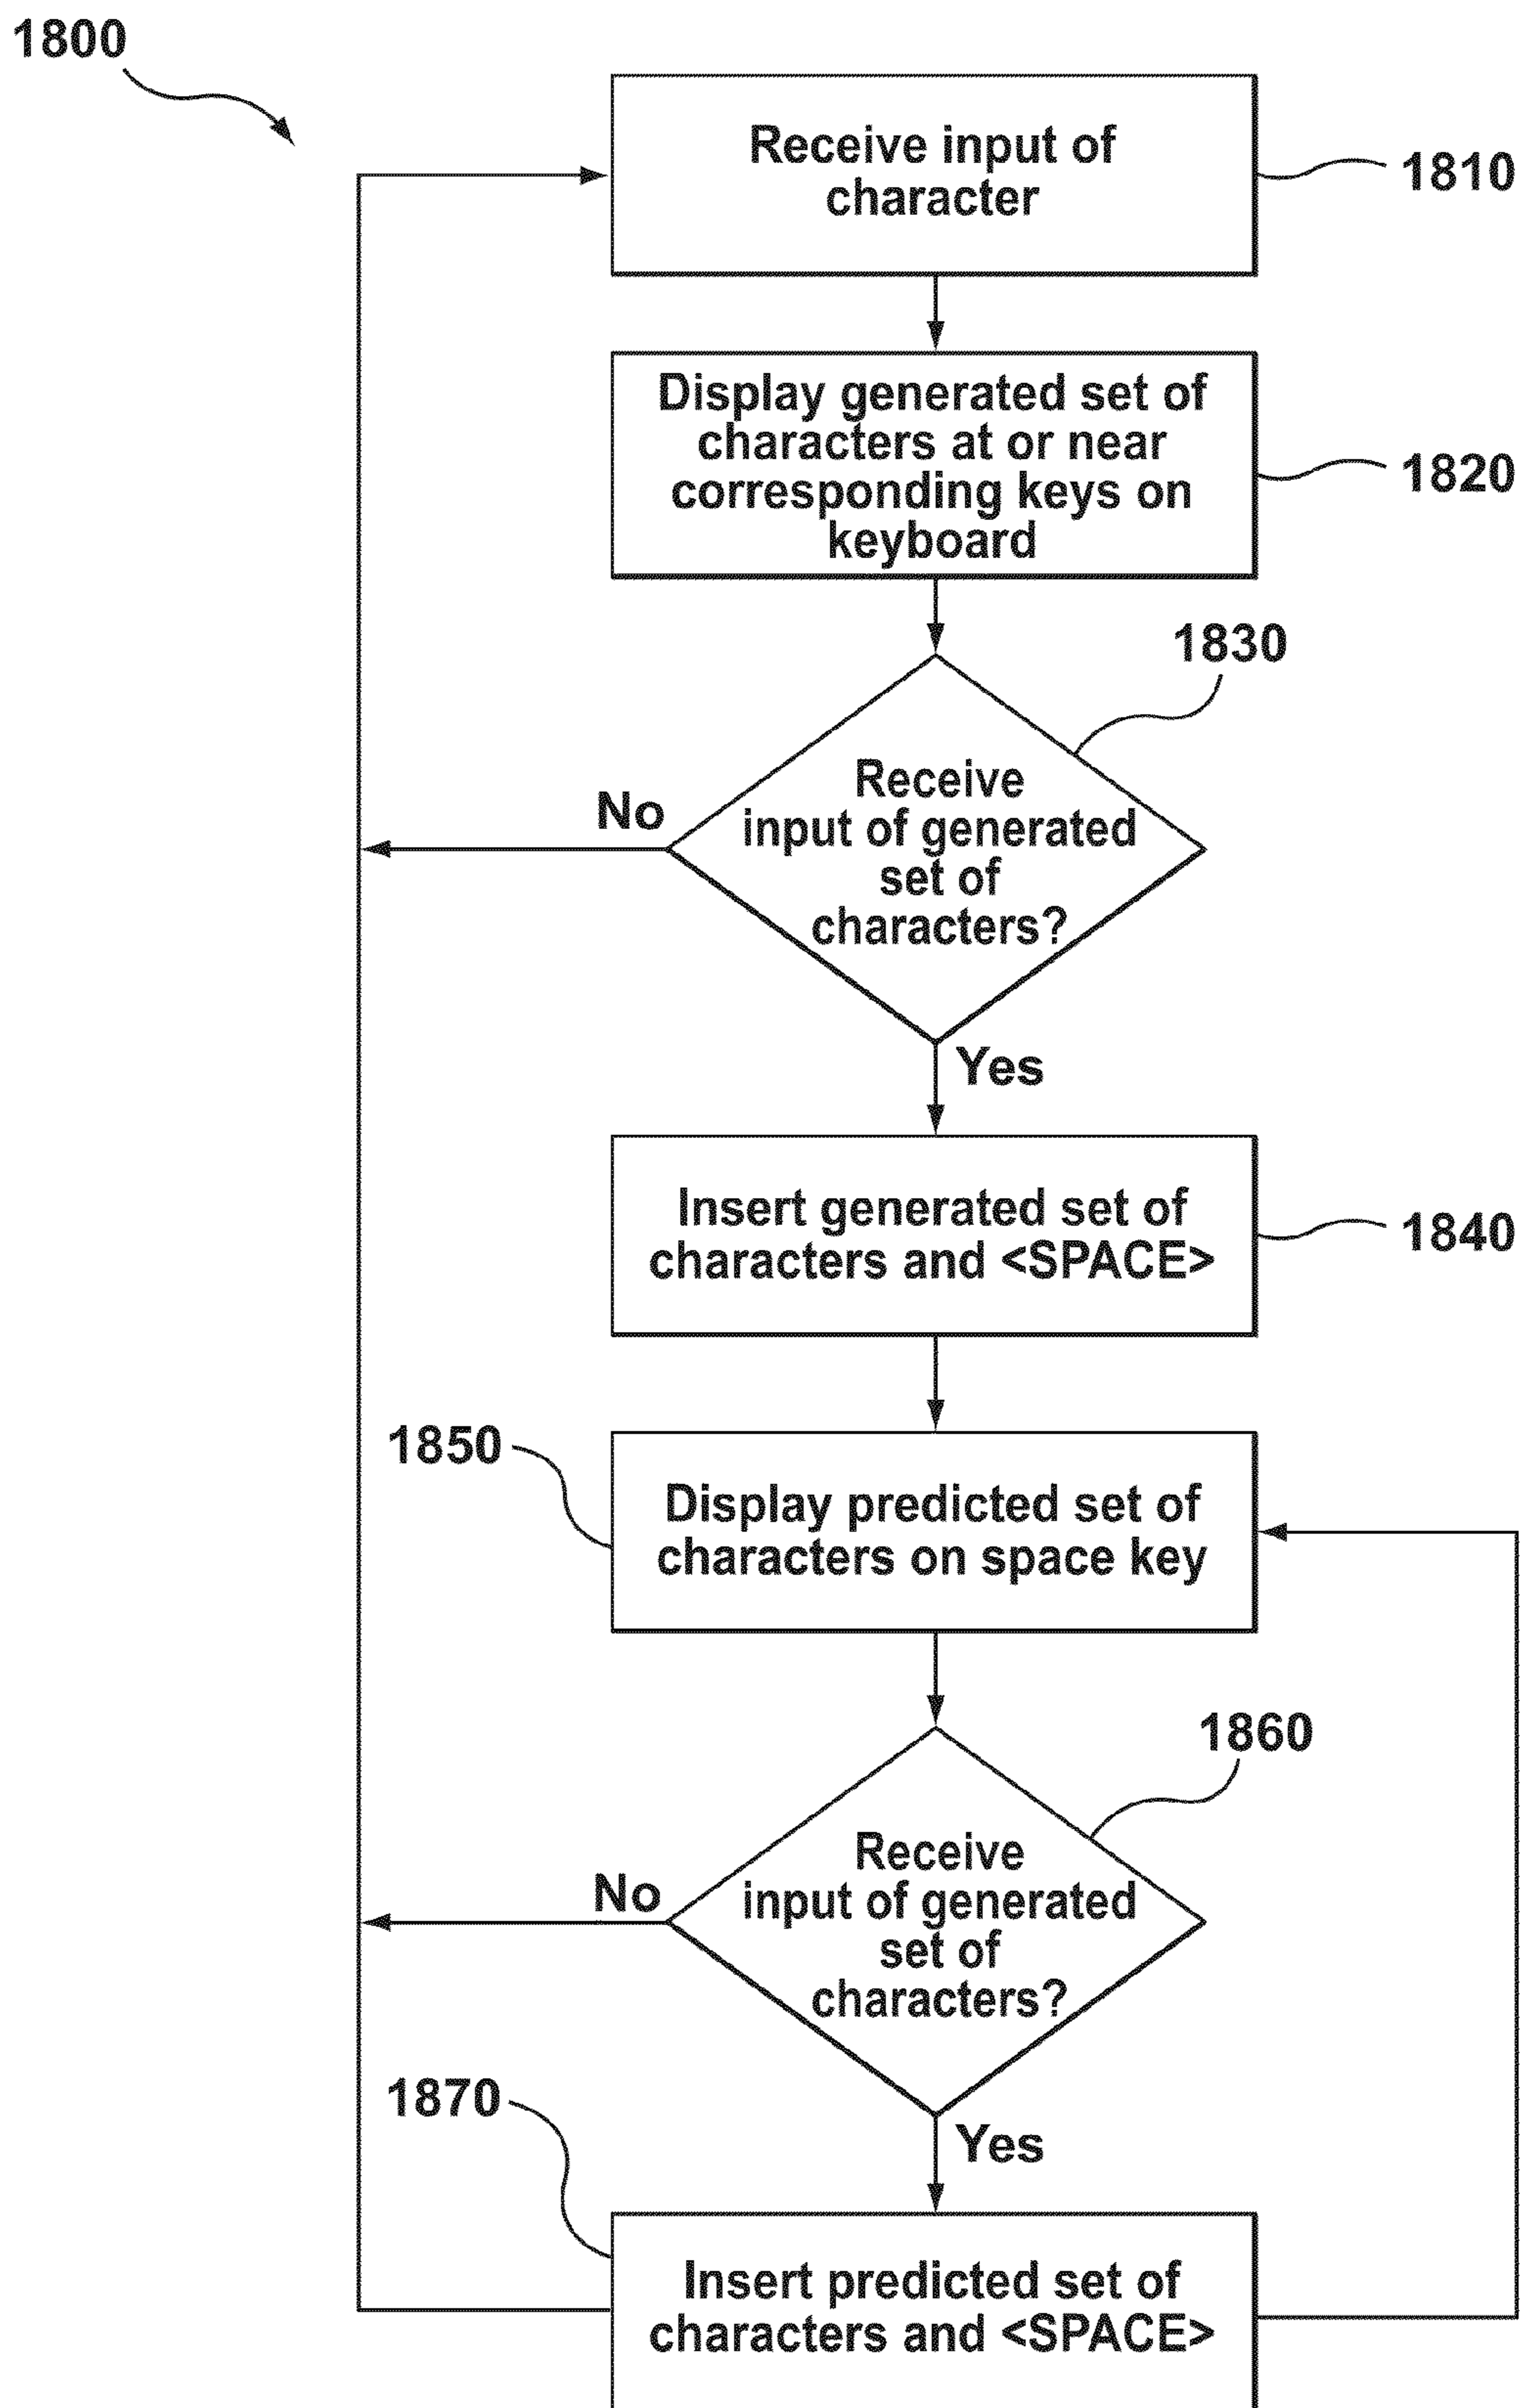 1800
Receive input of
character
1810
Display generated set of
characters at or near
corresponding keys on
keyboard
1820
1830
Receive
input of generated
set of
characters?
No
Yes
Insert generated set of
characters and <SPACE>
1840
1850
Display predicted set of
characters on space key
1860
Receive
input of generated
set of
characters?
No
Yes
1870
Insert predicted set of
characters and <SPACE>